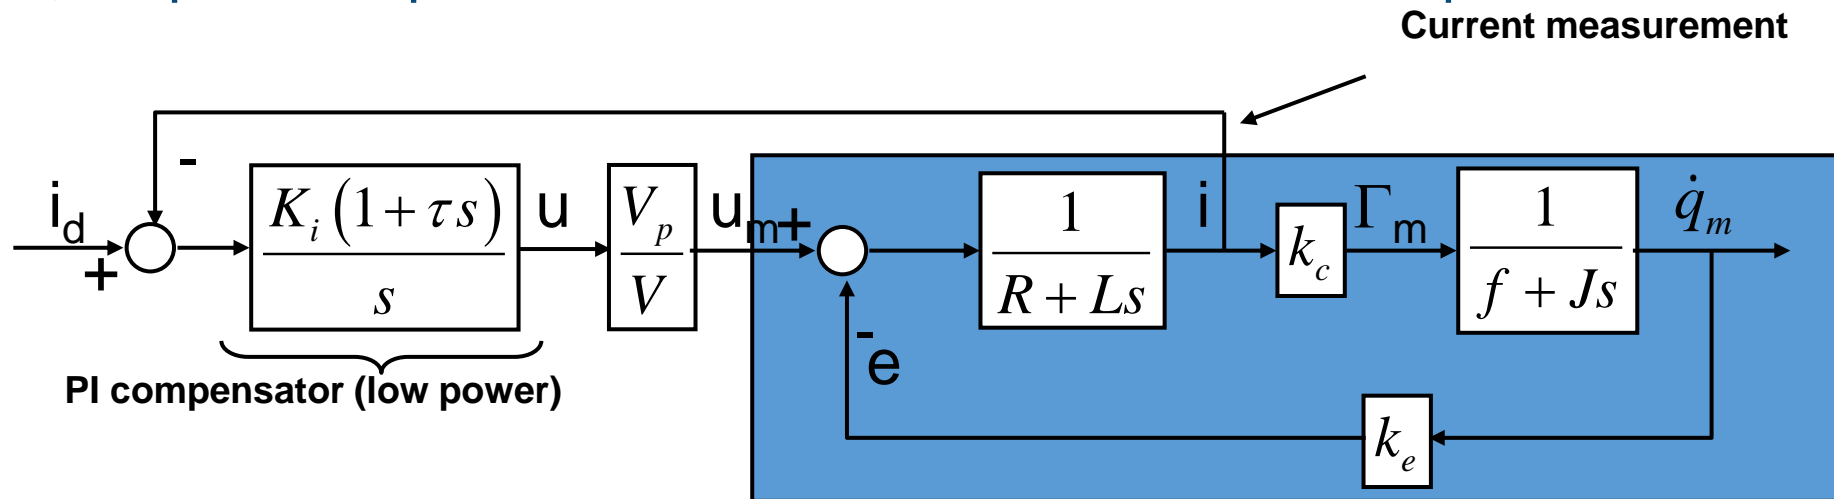 Current measurement
i_d
+
-
K_i (1 + τ s)
s
u
V_p
V
u_m
+
-
e
1
R + Ls
i
k_c
Γ_m
1
f + Js
q̇_m
k_e
PI compensator (low power)